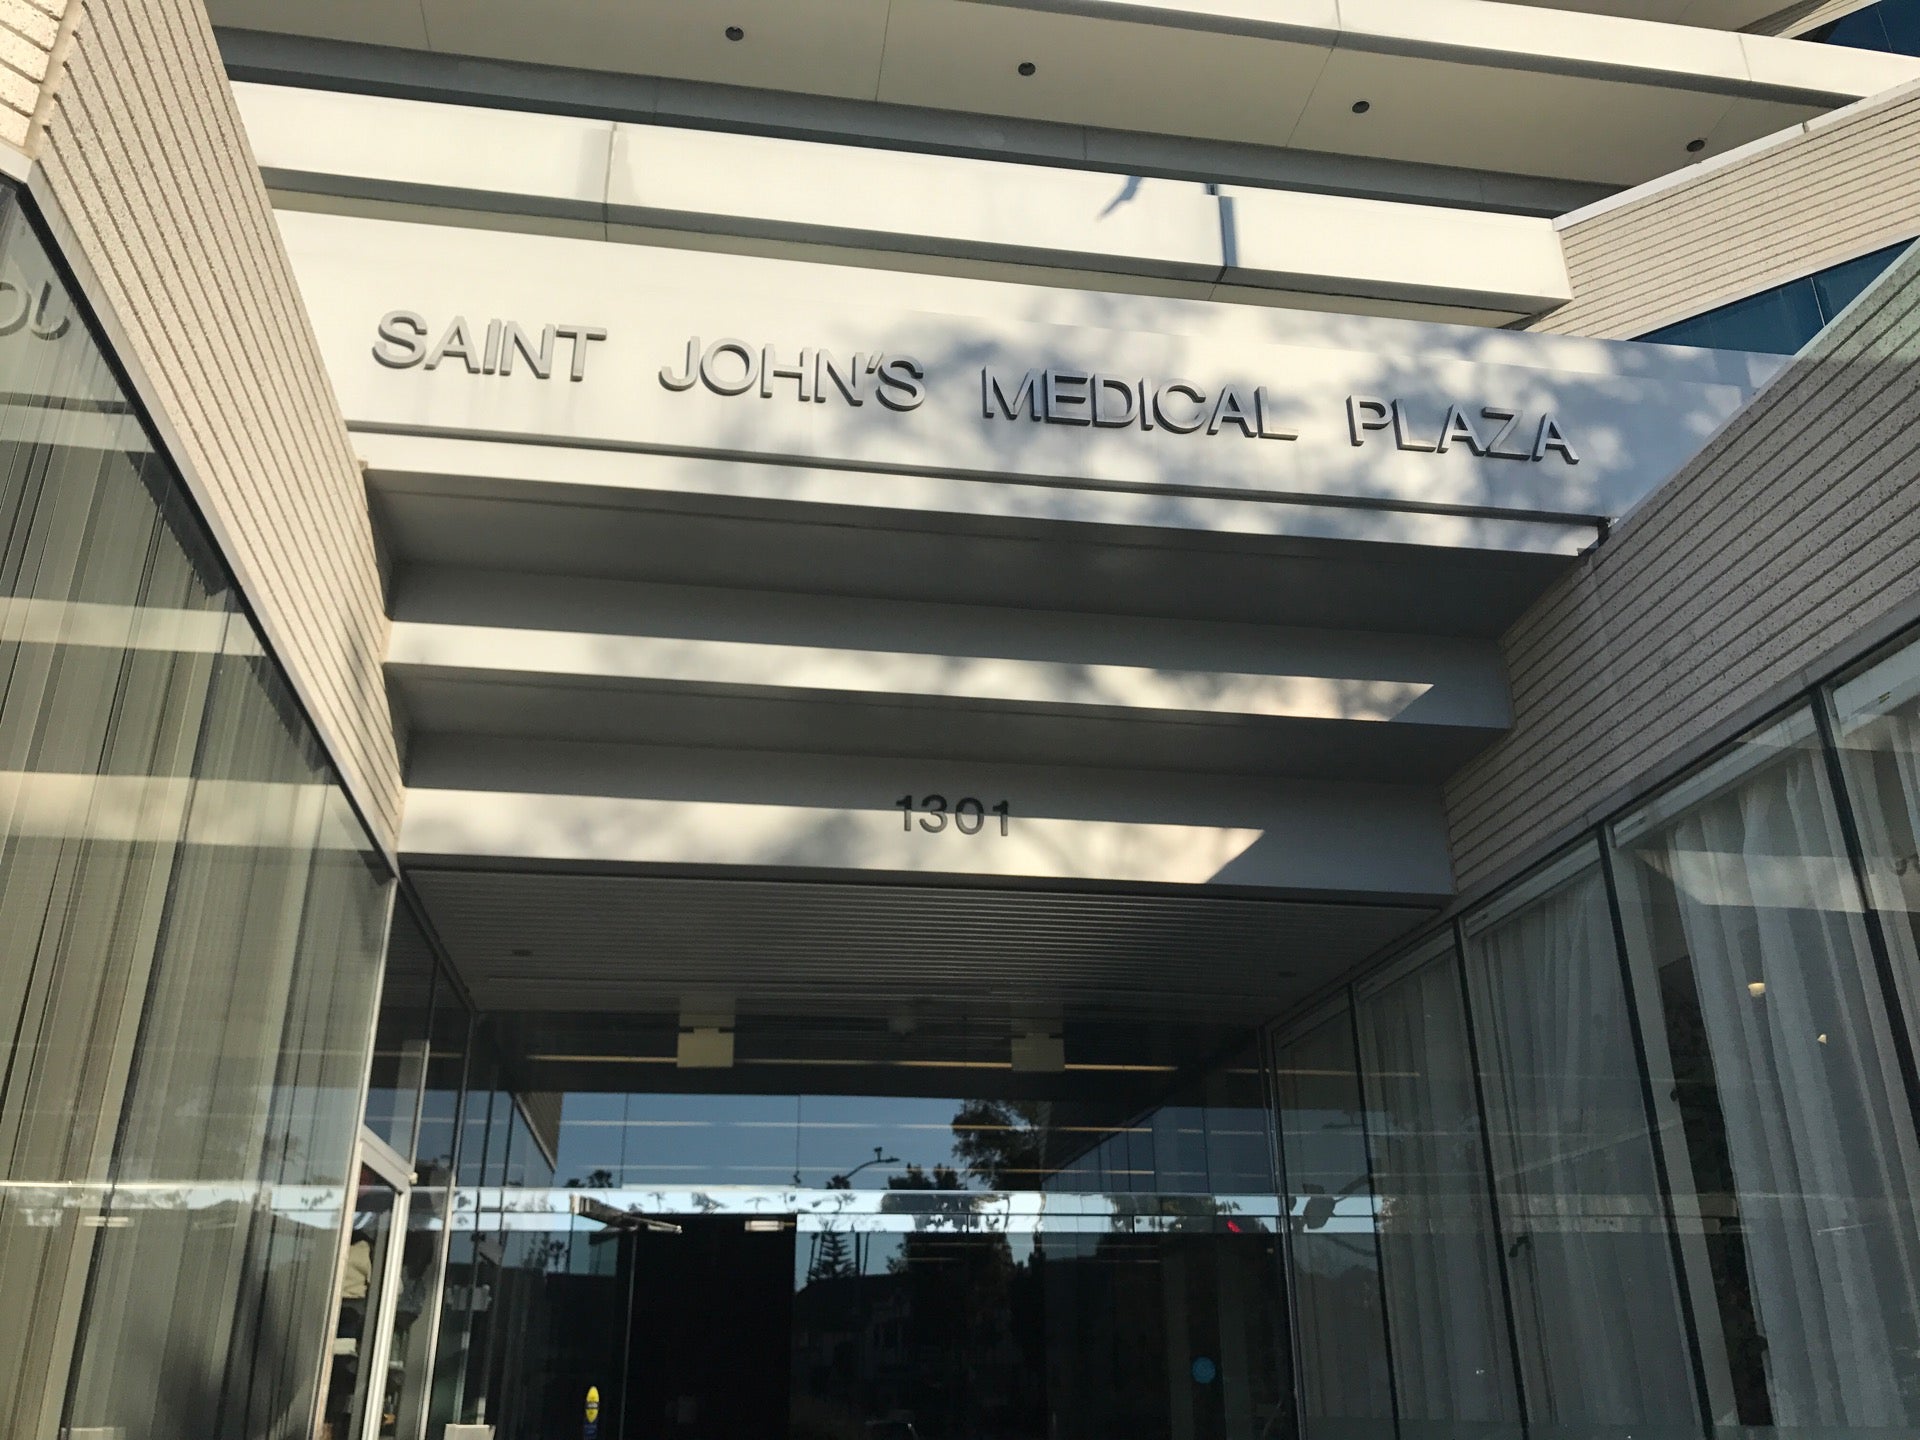 SAINT JOHN'S MEDICAL PLAZA
1301